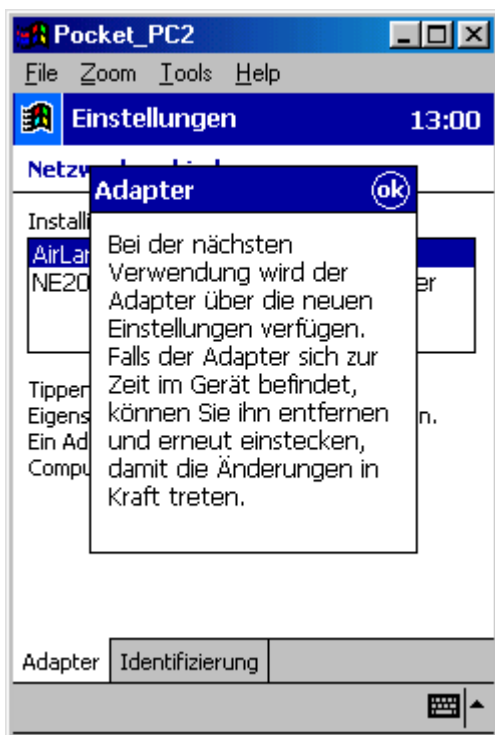 Pocket_PC2
File Zoom Tools Help
Einstellungen 13:00
Adapter ok
Bei der nächsten
Verwendung wird der
Adapter über die neuen
Einstellungen verfügen.
Falls der Adapter sich zur
Zeit im Gerät befindet,
können Sie ihn entfernen
und erneut einstecken,
damit die Änderungen in
Kraft treten.
Ein
Adapter Identifizierung